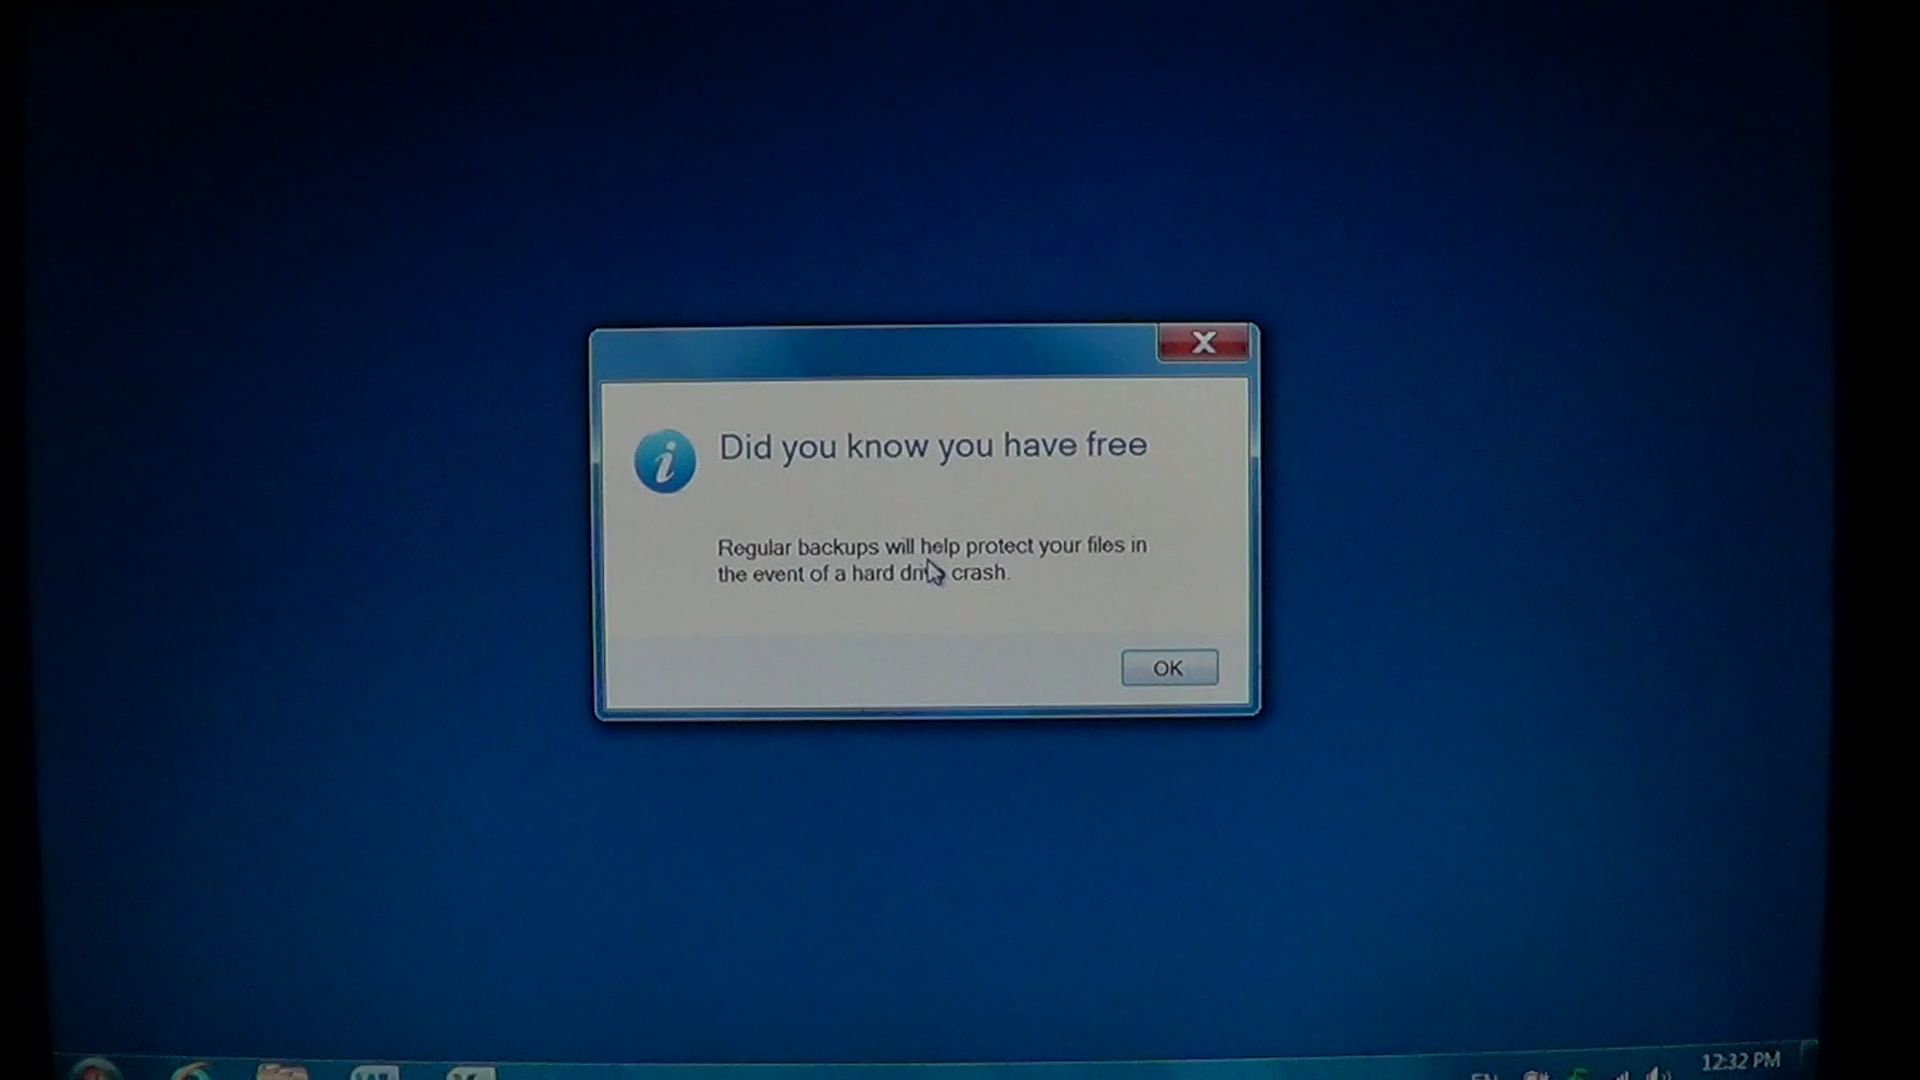 Did you know you have free
Regular backups will help protect your files in
the event of a hard drive crash.
OK
12:32 PM